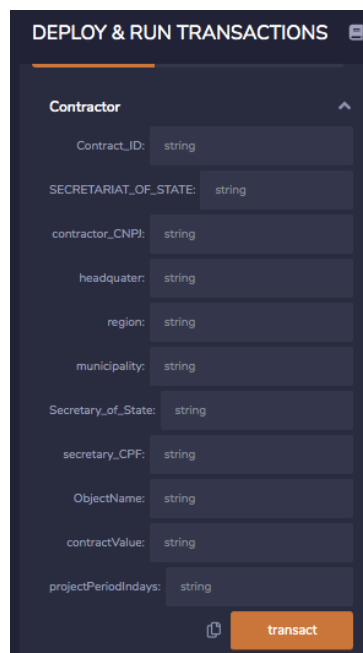 DEPLOY & RUN TRANSACTIONS
Contractor
Contract_ID: string
SECRETARIAT_OF_STATE: string
contractor_CNPJ: string
headquater: string
region: string
municipality: string
Secretary_of_State: string
secretary_CPF: string
ObjectName: string
contractValue: string
projectPeriodIndays: string
transact